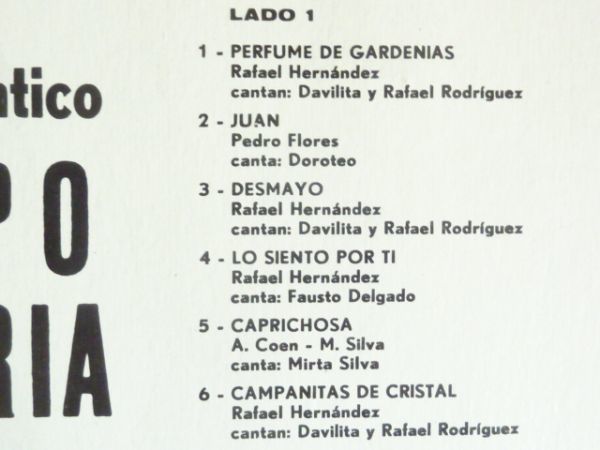 ntico
PO
RIA
LADO 1
1 - PERFUME DE GARDENIAS
Rafael Hernández
cantan: Davilita y Rafael Rodríguez
2 - JUAN
Pedro Flores
canta: Doroteo
3 - DESMAYO
Rafael Hernández
cantan: Davilita y Rafael Rodríguez
4 - LO SIENTO POR TI
Rafael Hernández
canta: Fausto Delgado
5 - CAPRICHOSA
A. Coen - M. Silva
canta: Mirta Silva
6 - CAMPANITAS DE CRISTAL
Rafael Hernández
cantan: Davilita y Rafael Rodríguez